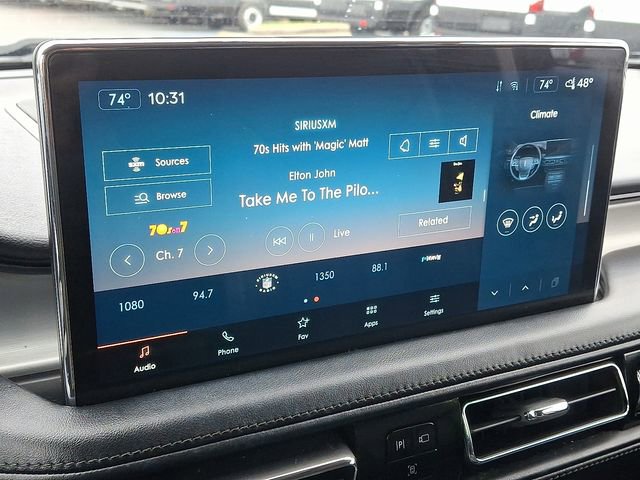 74° 10:31 74° 48°
SIRIUSXM
70s Hits with 'Magic' Matt
Climate
Sources
Browse
Elton John
Take Me To The Pilo...
70s on 7
Ch. 7
Live
Related
1080 94.7 1350 88.1
Audio Phone Fav Apps Settings
P